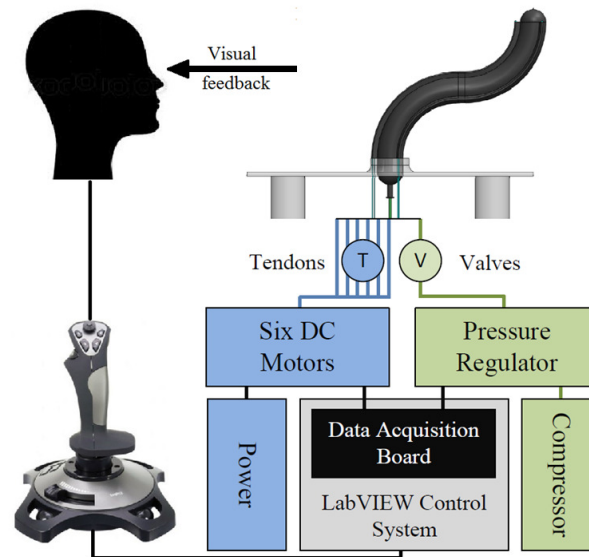 Visual
feedback
Tendons
T
V
Valves
Six DC
Motors
Pressure
Regulator
Power
Data Acquisition
Board
LabVIEW Control
System
Compressor